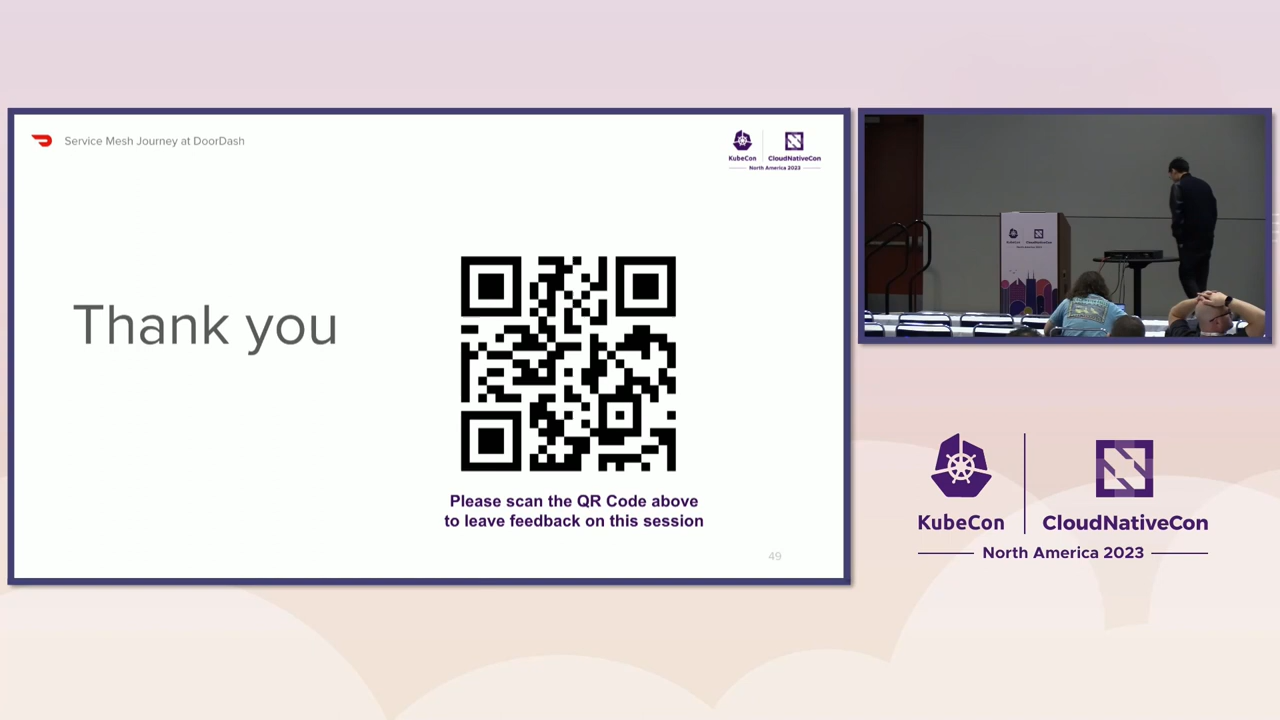 Service Mesh Journey at DoorDash
KubeCon
CloudNativeCon
North America 2023
Thank you
Please scan the QR Code above
to leave feedback on this session
49
KubeCon
CloudNativeCon
North America 2023